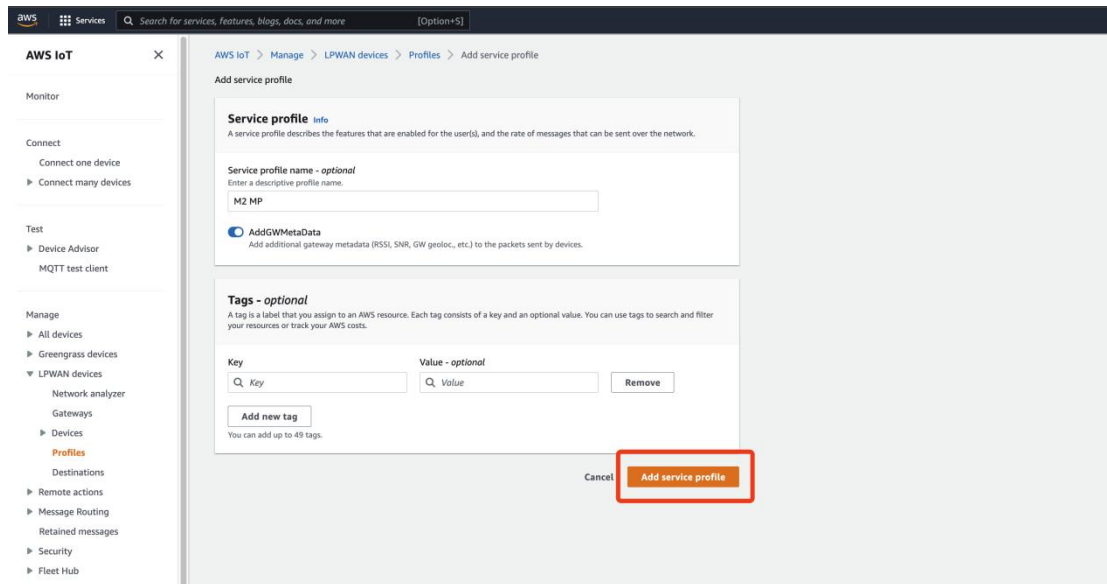 aws
Services
Search for services, features, blogs, docs, and more
[Option+S]
AWS IoT
Monitor
Connect
Connect one device
Connect many devices
Test
Device Advisor
MQTT test client
Manage
All devices
Greengrass devices
LPWAN devices
Network analyzer
Gateways
Devices
Profiles
Destinations
Remote actions
Message Routing
Retained messages
Security
Fleet Hub
AWS IoT > Manage > LPWAN devices > Profiles > Add service profile
Add service profile
Service profile Info
A service profile describes the features that are enabled for the user(s), and the rate of messages that can be sent over the network.
Service profile name - optional
Enter a descriptive profile name.
M2 MP
AddGWMetaData
Add additional gateway metadata (RSSI, SNR, GW geoloc., etc.) to the packets sent by devices.
Tags - optional
A tag is a label that you assign to an AWS resource. Each tag consists of a key and an optional value. You can use tags to search and filter
your resources or track your AWS costs.
Key
Value - optional
Key
Value
Remove
Add new tag
You can add up to 49 tags.
Cancel
Add service profile